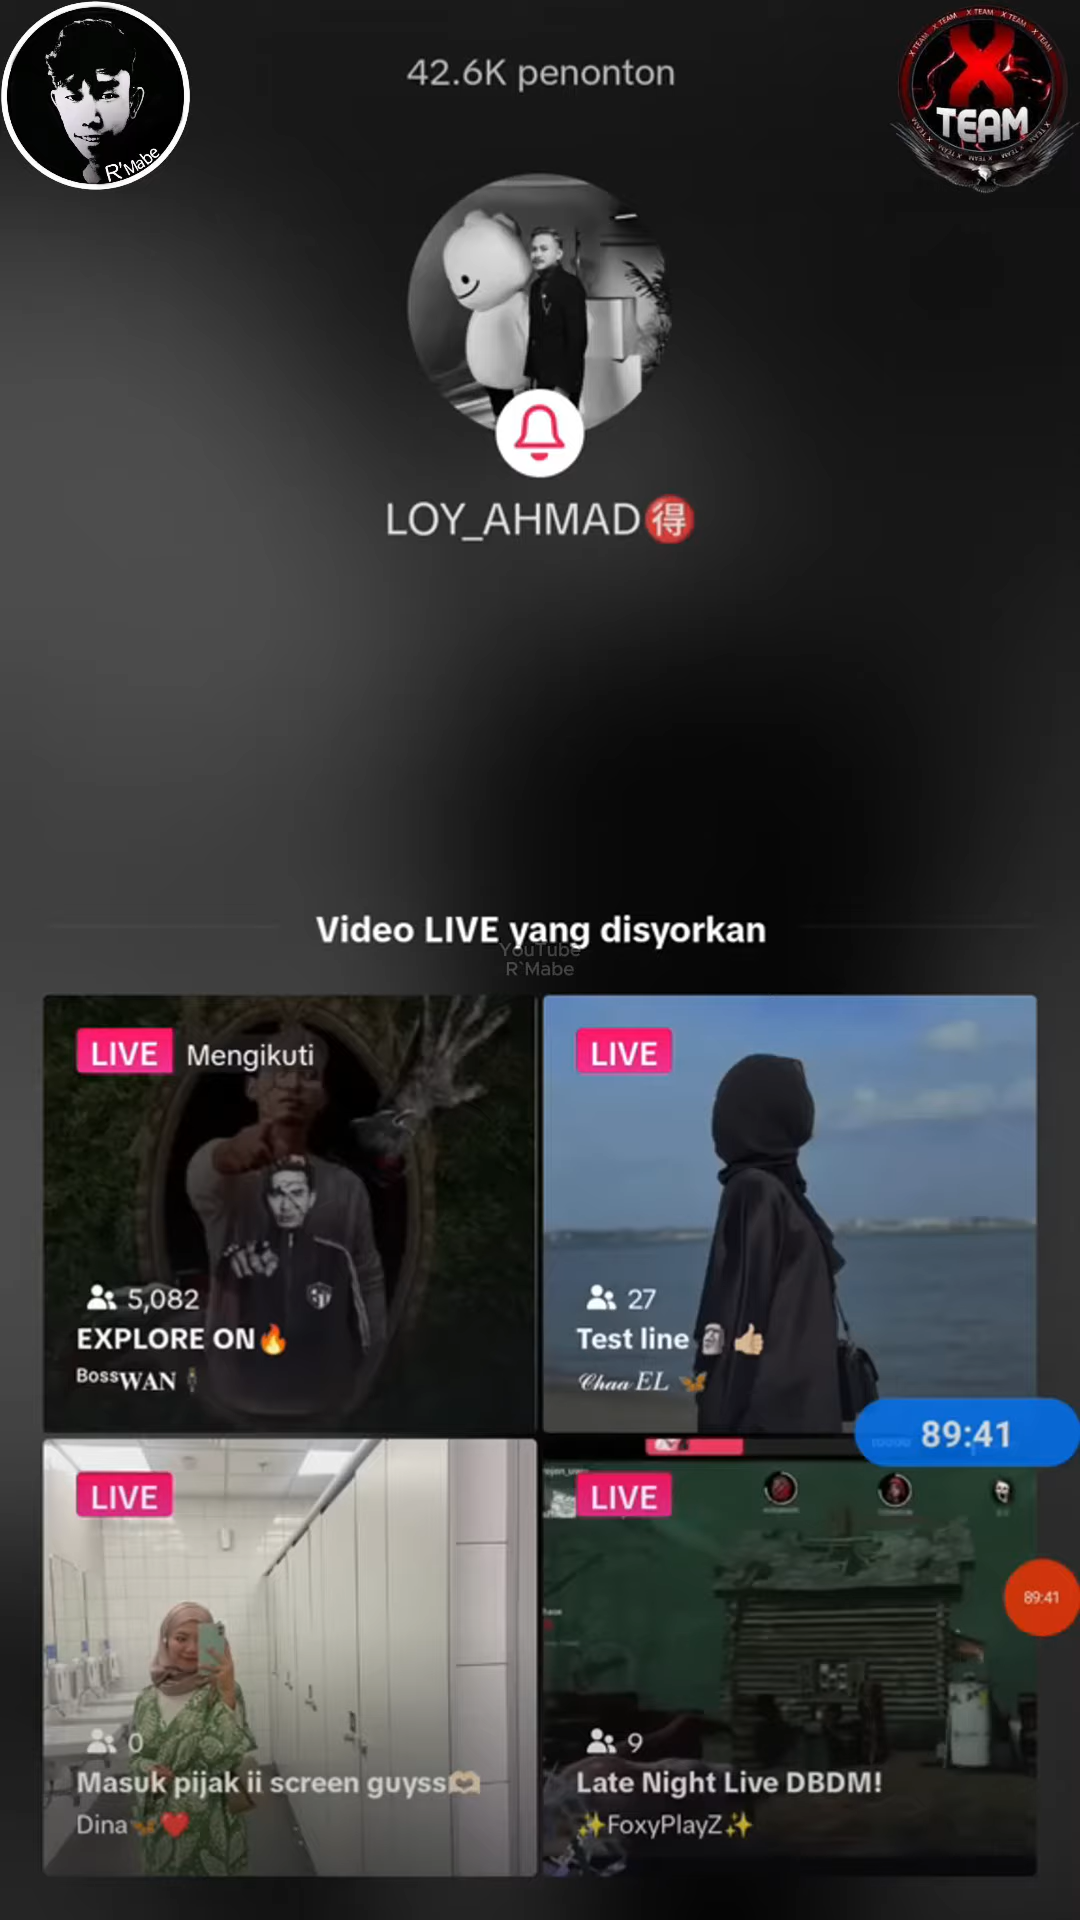 R'Mabe
42.6K penonton
X TEAM
LOY_AHMAD🉐
Video LIVE yang disyorkan
YouTube
R`Mabe
LIVE Mengikuti
5,082
EXPLORE ON🔥
ᴮᵒˢˢ𝐖𝐀𝐍🕴
LIVE
27
Test line 🗿👍🏼
𝓒𝓱𝓪𝓪 𝐸𝐿 🦋
89:41
LIVE
0
Masuk pijak ii screen guyss🫶🏼
Dina🦋❤️
LIVE
89:41
9
Late Night Live DBDM!
✨FoxyPlayZ✨